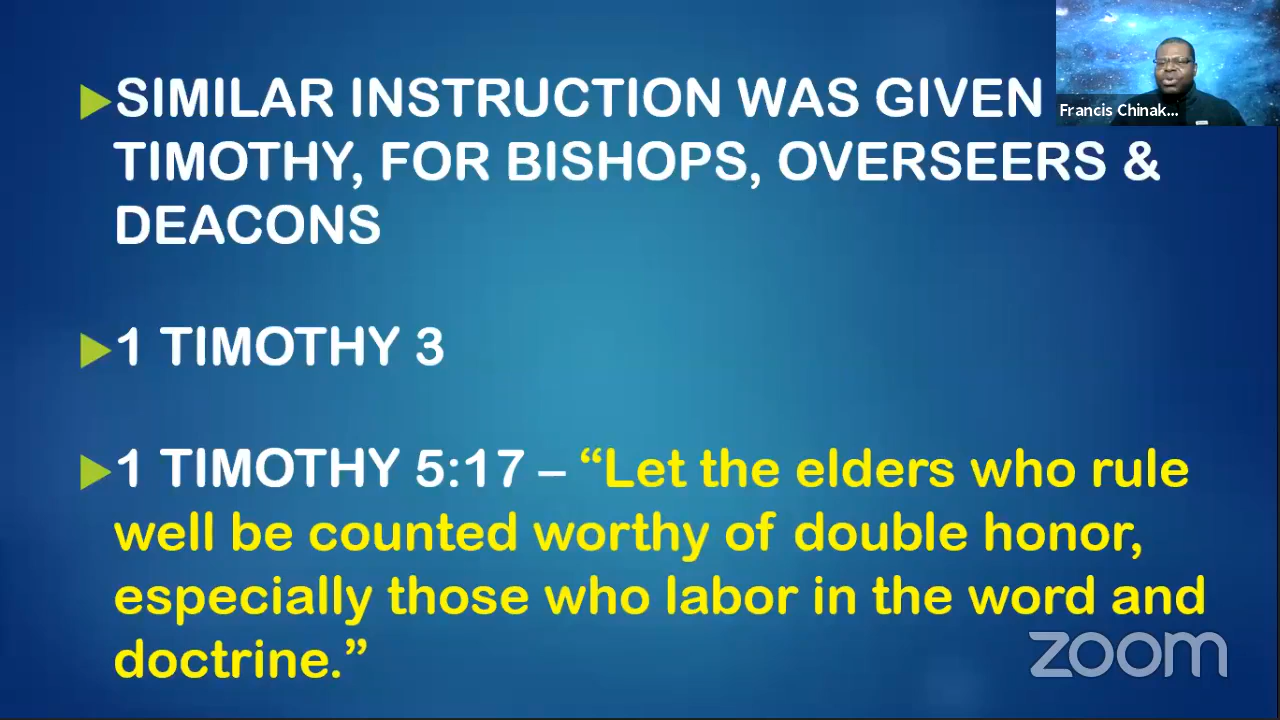 SIMILAR INSTRUCTION WAS GIVEN
TIMOTHY, FOR BISHOPS, OVERSEERS &
DEACONS
1 TIMOTHY 3
1 TIMOTHY 5:17 – “Let the elders who rule
well be counted worthy of double honor,
especially those who labor in the word and
doctrine.”
Francis Chinak...
zoom